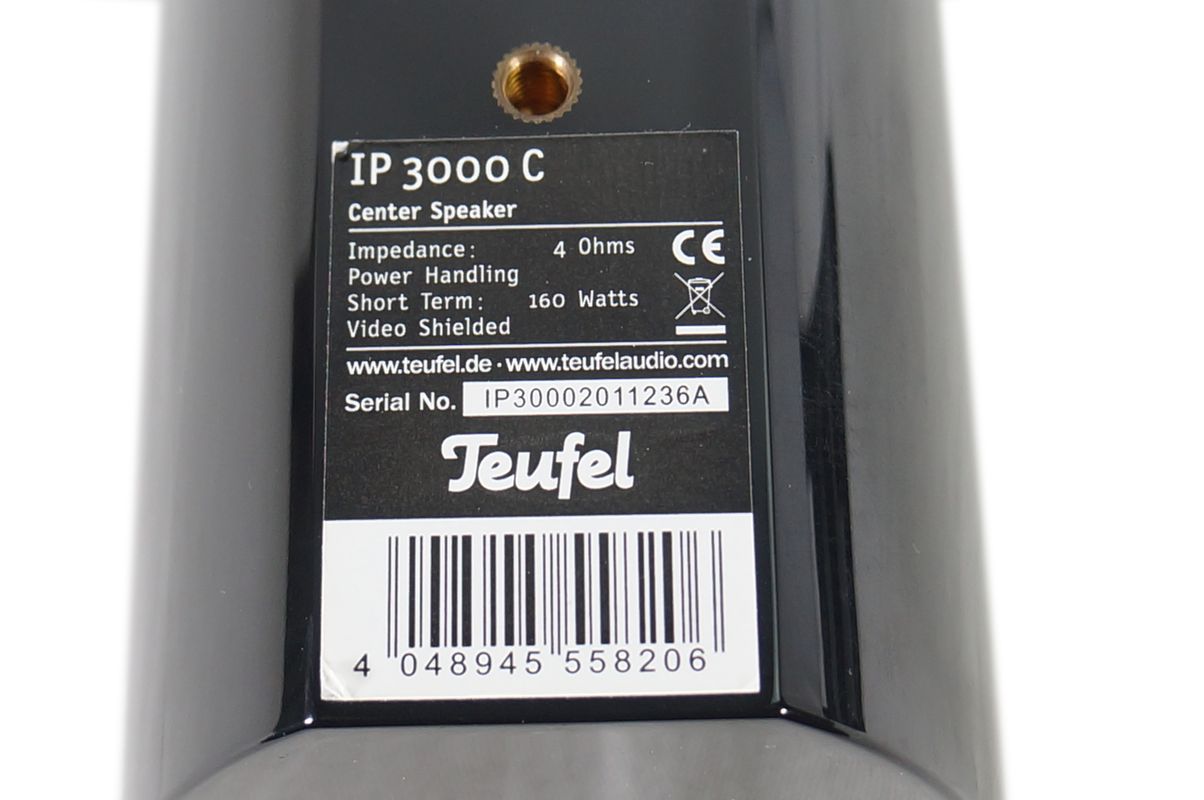 IP 3000 C
Center Speaker
Impedance: 4 Ohms
Power Handling
Short Term: 160 Watts
Video Shielded
CE
www.teufel.de · www.teufelaudio.com
Serial No. IP30002011236A
Teufel
4 048945 558206